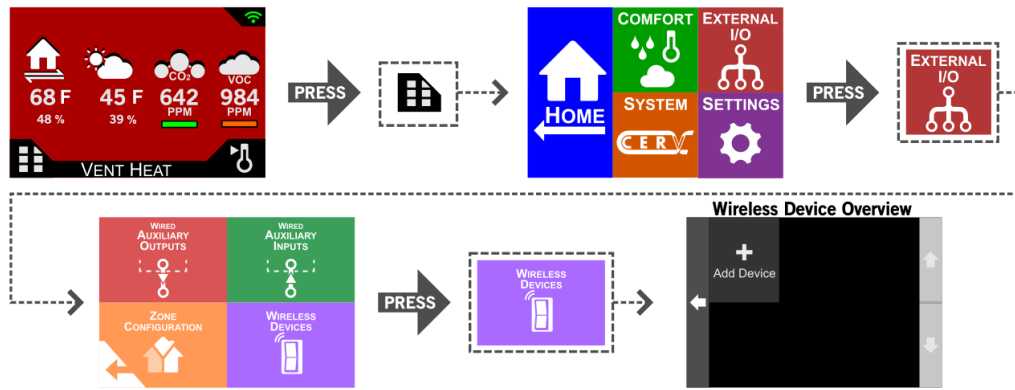 68 F
48 %
45 F
39 %
CO2
642
PPM
VOC
984
PPM
VENT HEAT
PRESS
HOME
COMFORT
EXTERNAL
I/O
SYSTEM
CERV
SETTINGS
PRESS
EXTERNAL
I/O
WIRED
AUXILIARY
OUTPUTS
WIRED
AUXILIARY
INPUTS
ZONE
CONFIGURATION
WIRELESS
DEVICES
PRESS
WIRELESS
DEVICES
Wireless Device Overview
+
Add Device